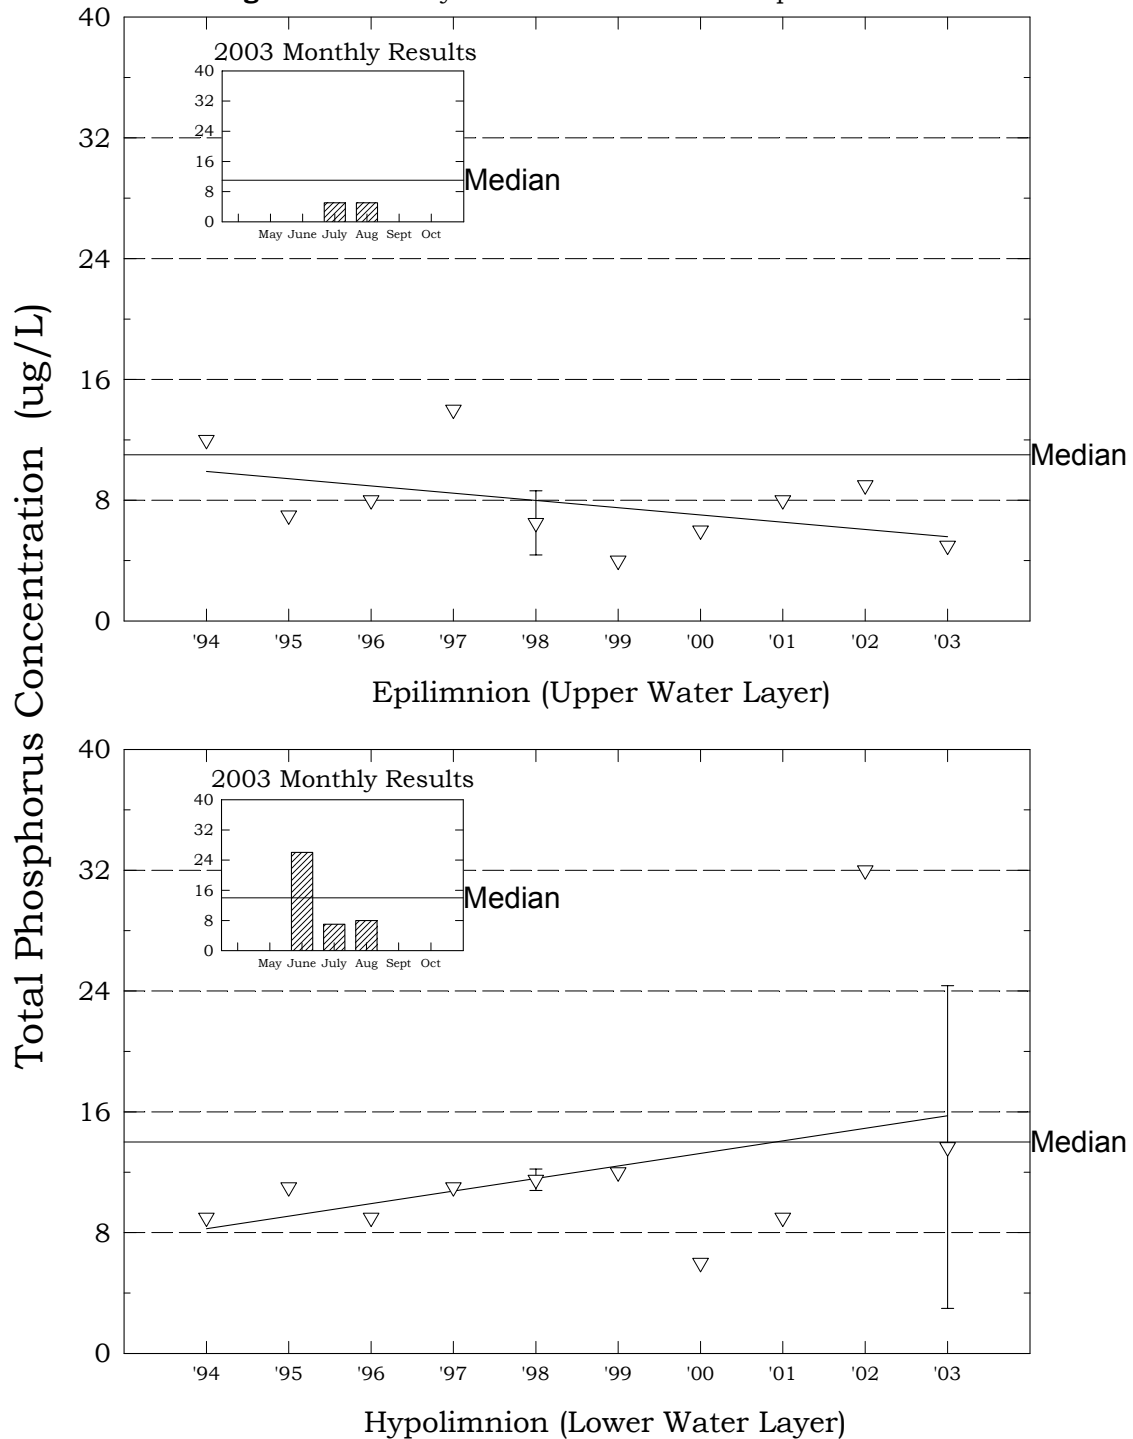 40
2003 Monthly Results
40
32
24
16
8
0
Median
May June July Aug Sept Oct
32
24
16
8
0
Median
'94 '95 '96 '97 '98 '99 '00 '01 '02 '03
Epilimnion (Upper Water Layer)
Total Phosphorus Concentration (ug/L)
40
2003 Monthly Results
40
32
24
16
8
0
Median
May June July Aug Sept Oct
32
24
16
8
0
Median
'94 '95 '96 '97 '98 '99 '00 '01 '02 '03
Hypolimnion (Lower Water Layer)